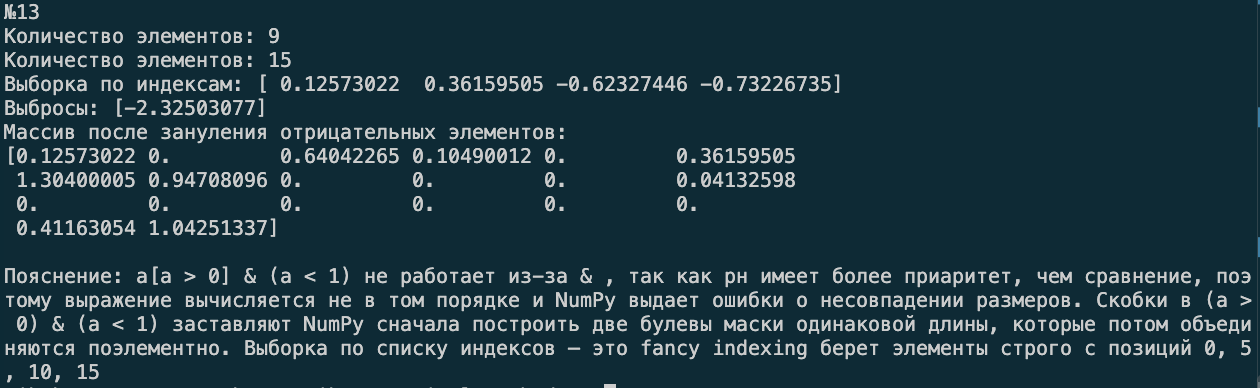 №13
Количество элементов: 9
Количество элементов: 15
Выборка по индексам: [ 0.12573022  0.36159505 -0.62327446 -0.73226735]
Выбросы: [-2.32503077]
Массив после зануления отрицательных элементов:
[0.12573022 0.         0.64042265 0.10490012 0.         0.36159505
 1.30400005 0.94708096 0.         0.         0.         0.04132598
 0.         0.         0.         0.         0.         0.
 0.41163054 1.04251337]

Пояснение: a[a > 0] & (a < 1) не работает из-за & , так как рн имеет более приаритет, чем сравнение, поэ
тому выражение вычисляется не в том порядке и NumPy выдает ошибки о несовпадении размеров. Скобки в (a >
 0) & (a < 1) заставляют NumPy сначала построить две булевы маски одинаковой длины, которые потом объеди
няются поэлементно. Выборка по списку индексов — это fancy indexing берет элементы строго с позиций 0, 5
, 10, 15